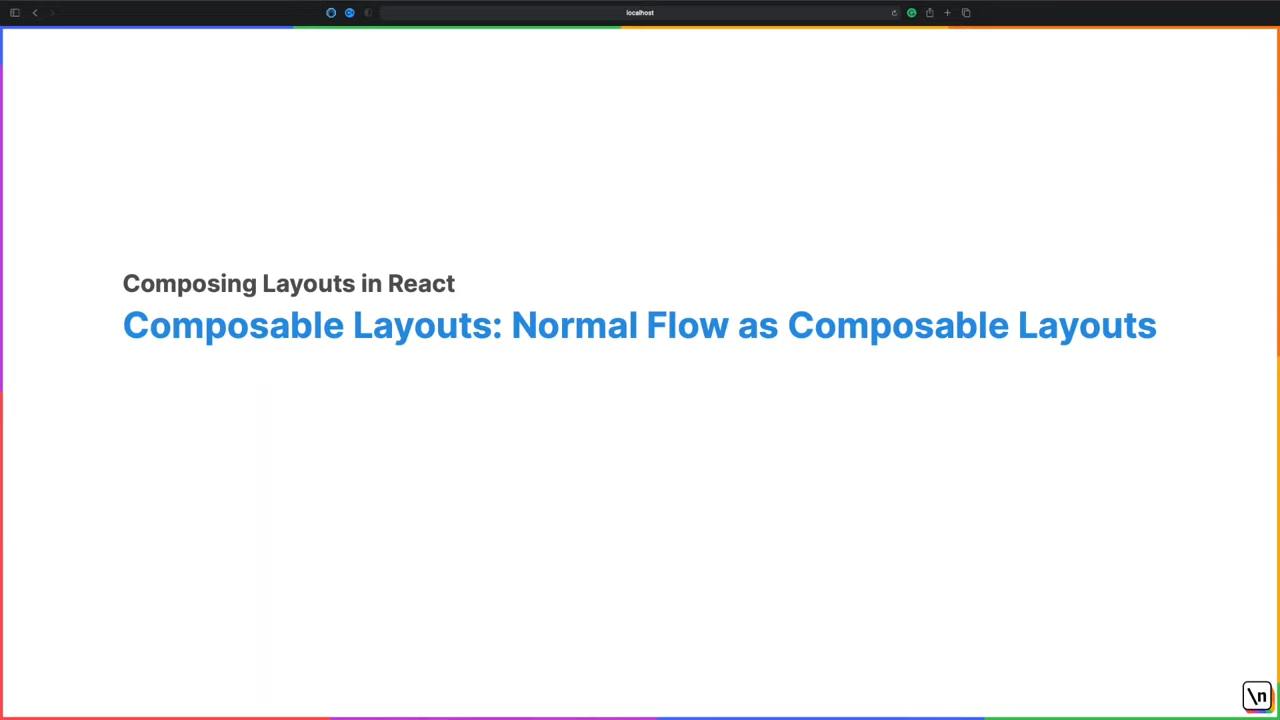 localhost
Composing Layouts in React
Composable Layouts: Normal Flow as Composable Layouts
\n